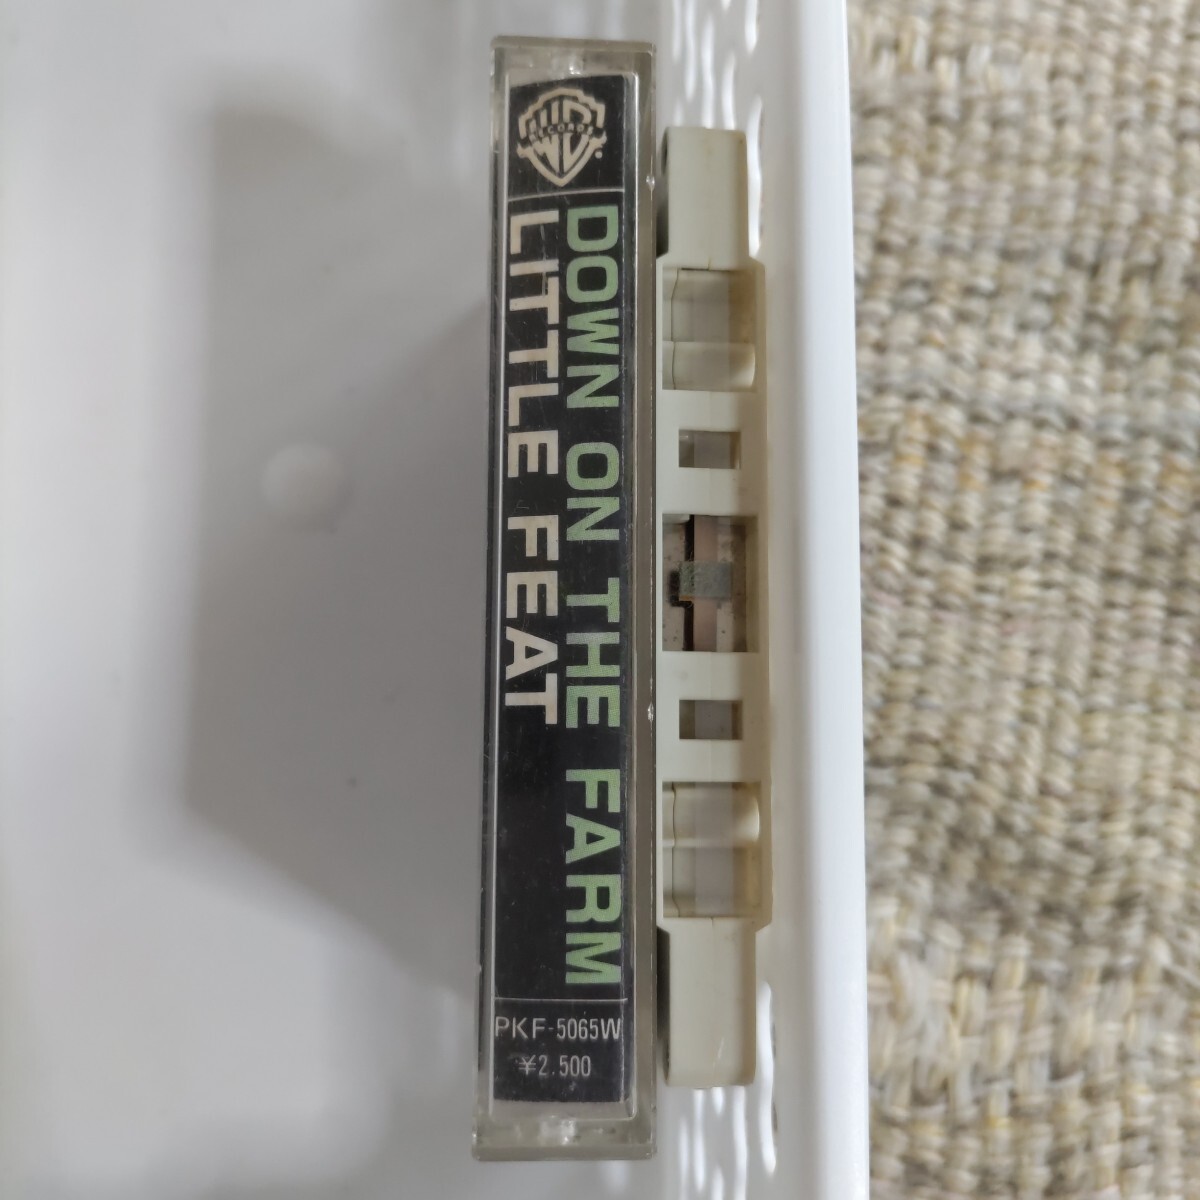 WB
RECORDS
®
DOWN ON THE FARM
LITTLE FEAT
PKF-5065W
¥2.500